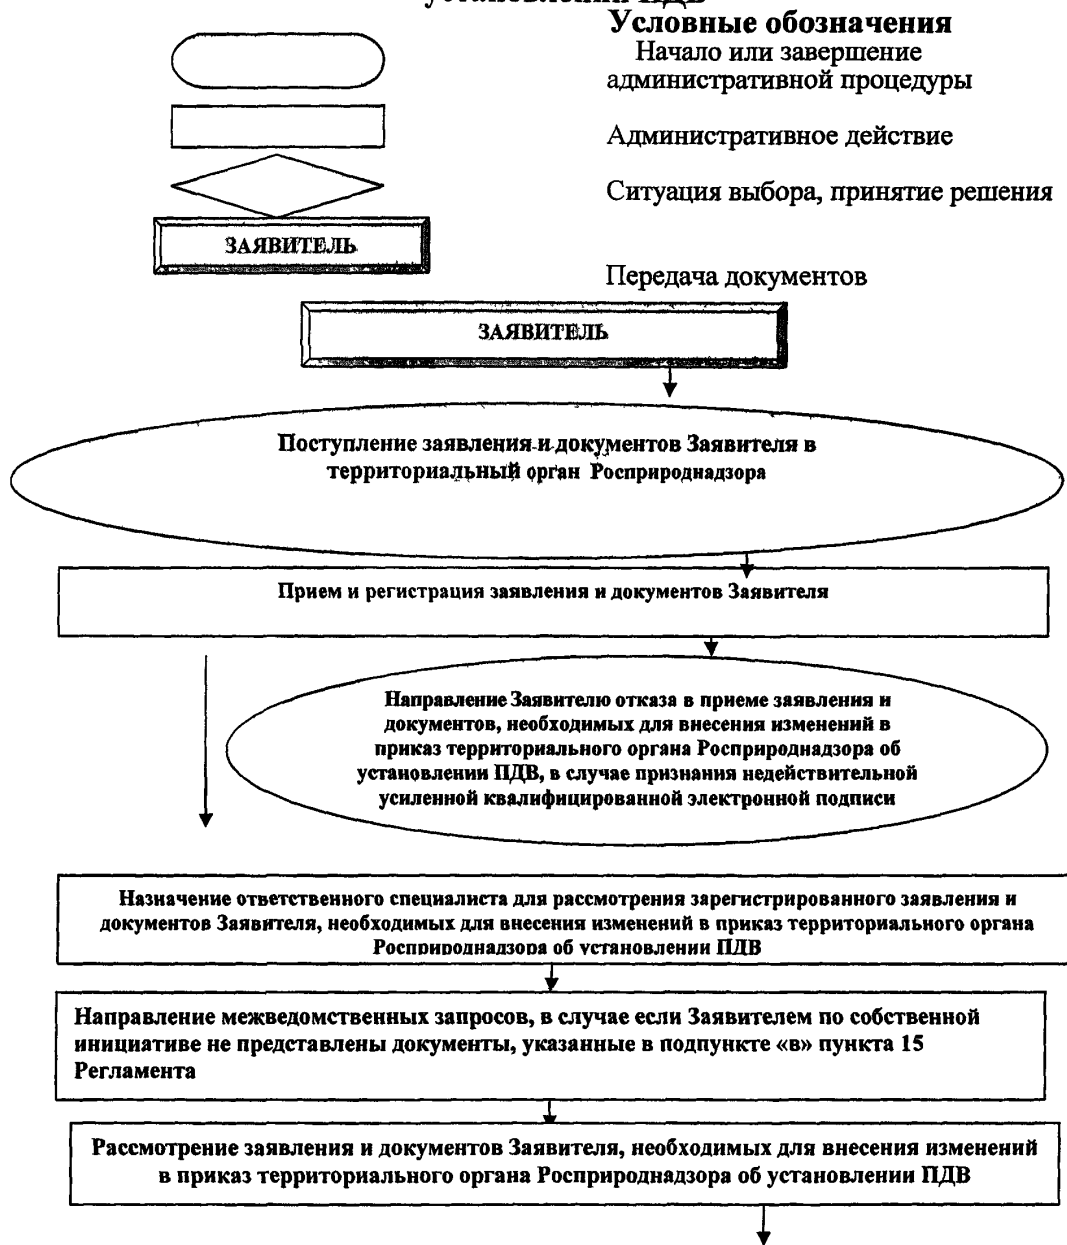 установлении ПДВ
Условные обозначения
Начало или завершение
административной процедуры
Административное действие
Ситуация выбора, принятие решения
ЗАЯВИТЕЛЬ
Передача документов
ЗАЯВИТЕЛЬ
Поступление заявления и документов Заявителя в
территориальный орган Росприроднадзора
Прием и регистрация заявления и документов Заявителя
Направление Заявителю отказа в приеме заявления и
документов, необходимых для внесения изменений в
приказ территориального органа Росприроднадзора об
установлении ПДВ, в случае признания недействительной
усиленной квалифицированной электронной подписи
Назначение ответственного специалиста для рассмотрения зарегистрированного заявления и
документов Заявителя, необходимых для внесения изменений в приказ территориального органа
Росприроднадзора об установлении ПДВ
Направление межведомственных запросов, в случае если Заявителем по собственной
инициативе не представлены документы, указанные в подпункте «в» пункта 15
Регламента
Рассмотрение заявления и документов Заявителя, необходимых для внесения изменений
в приказ территориального органа Росприроднадзора об установлении ПДВ